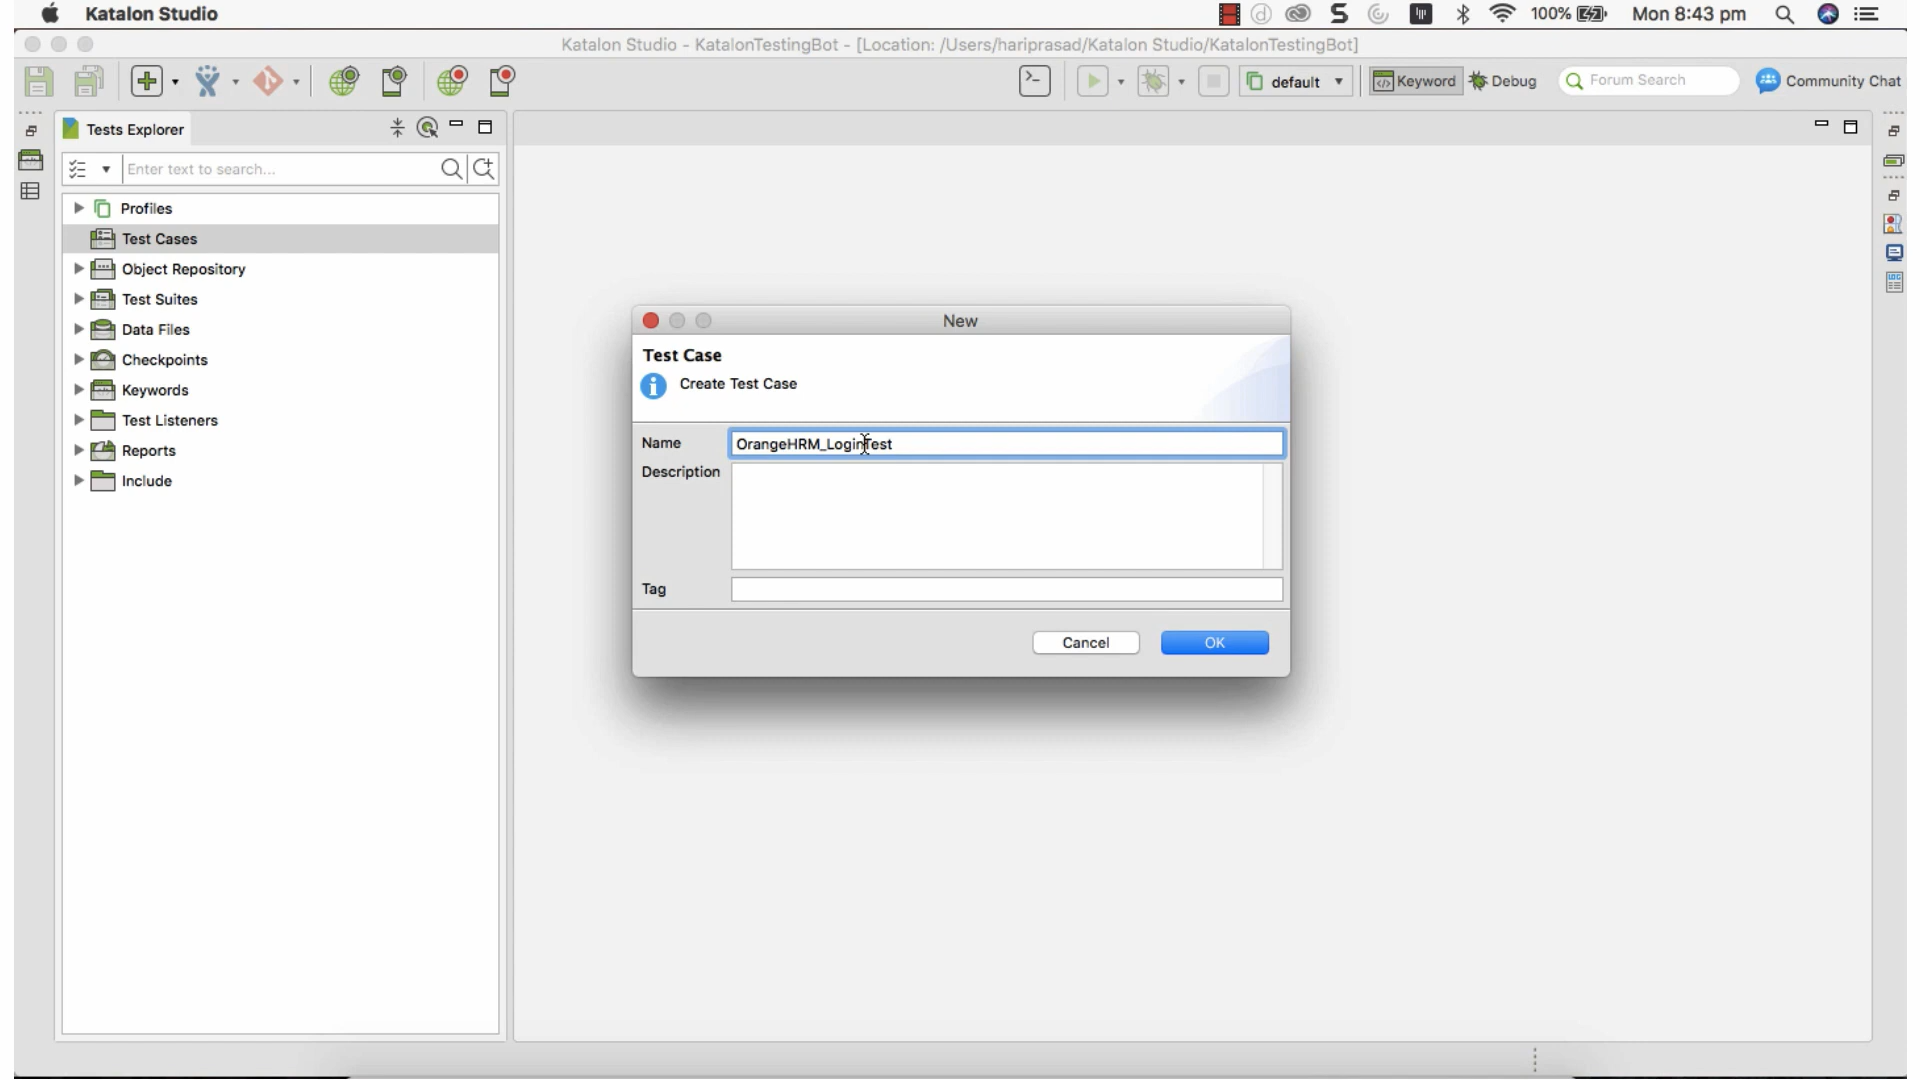 Katalon Studio
100%
Mon 8:43 pm
Katalon Studio - KatalonTestingBot - [Location: /Users/hariprasad/Katalon Studio/KatalonTestingBot]
default
Keyword
Debug
Forum Search
Community Chat
Tests Explorer
Enter text to search...
Profiles
Test Cases
Object Repository
Test Suites
Data Files
Checkpoints
Keywords
Test Listeners
Reports
Include
New
Test Case
Create Test Case
Name
OrangeHRM_LoginTest
Description
Tag
Cancel
OK